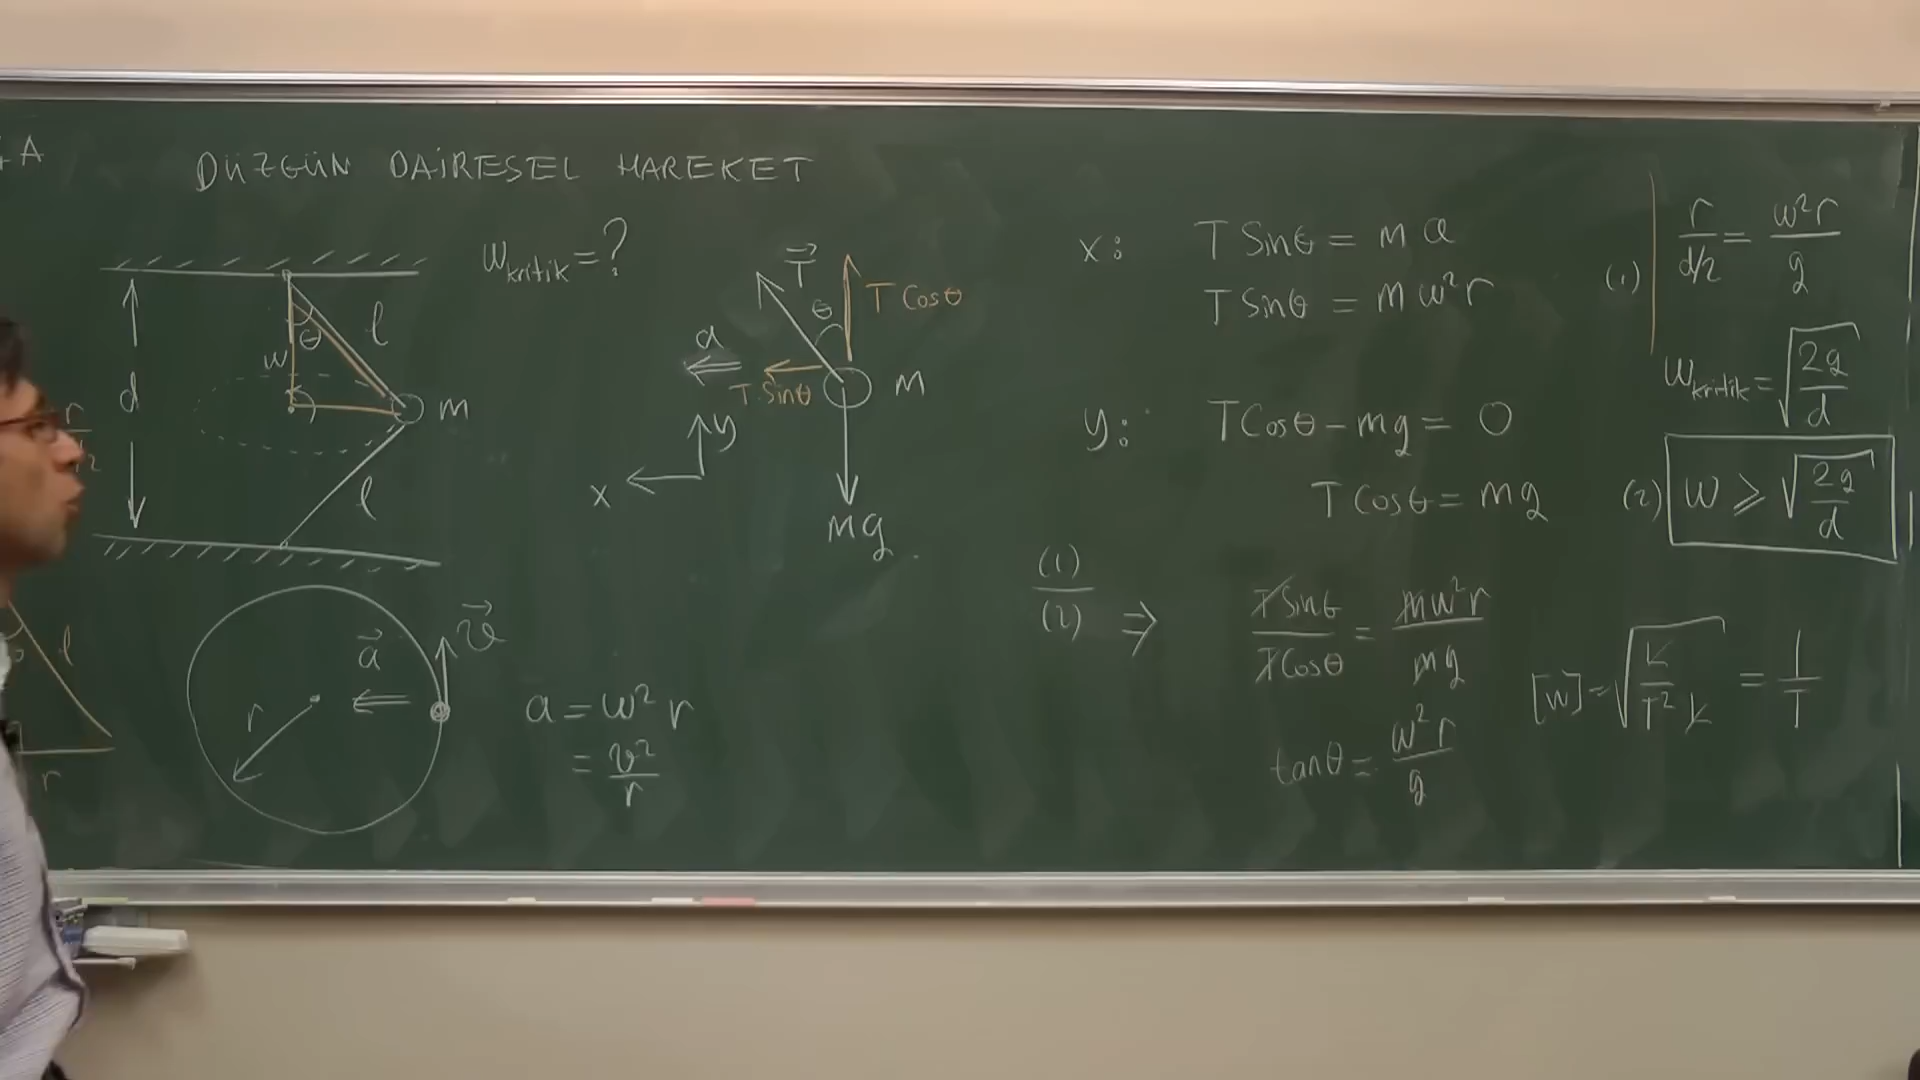 A
DÜZGÜN DAİRESEL HAREKET
w_kritik = ?
θ
l
w
d
m
l
T⃗
θ
T Cosθ
a
T Sinθ
m
y
x
mg
r
a⃗
v⃗
a = w² r
= v²/r
l
r
x: T Sinθ = m a
T Sinθ = m w² r (1)
y: T Cosθ - mg = 0
T Cosθ = mg (2)
(1)/(2) ⇒ T Sinθ / T Cosθ = m w² r / m g
tanθ = w² r / g
r / d/2 = w² r / g
w_kritik = √(2g/d)
w ⩾ √(2g/d)
[w] = √(L / T² L) = 1/T